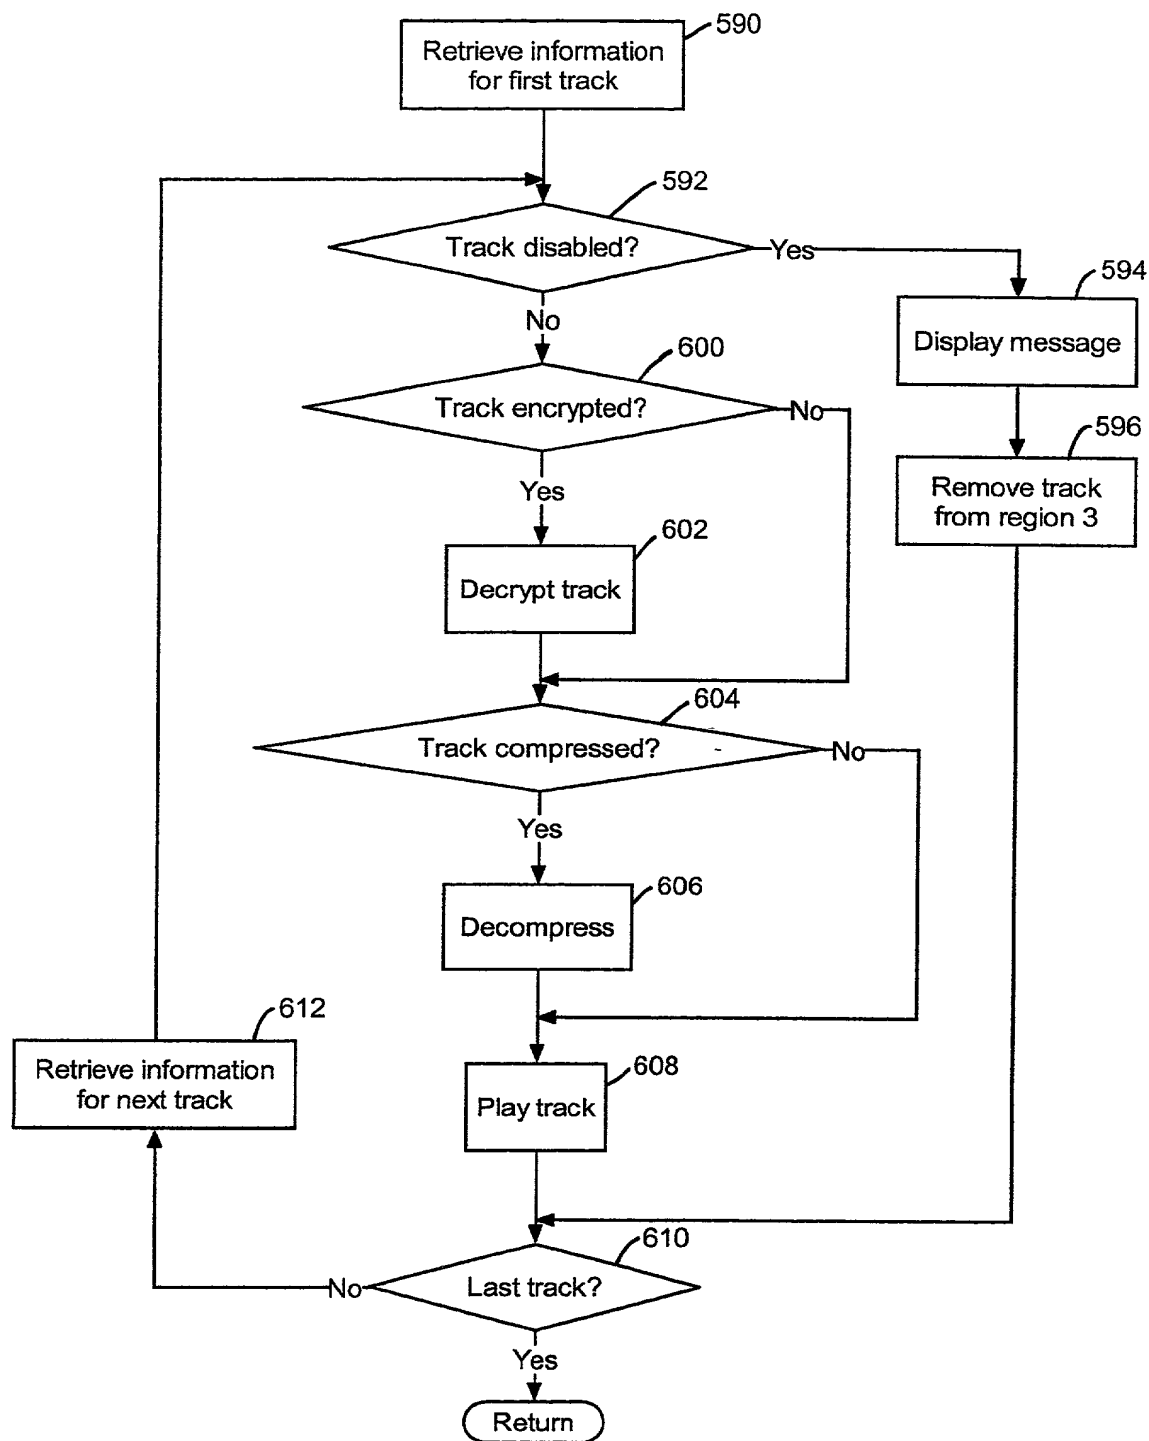 590
Retrieve information
for first track
592
Track disabled?
Yes
594
No
Display message
600
Track encrypted?
No
596
Yes
Remove track
from region 3
602
Decrypt track
604
Track compressed?
No
Yes
606
Decompress
612
Retrieve information
for next track
608
Play track
610
Last track?
No
Yes
Return